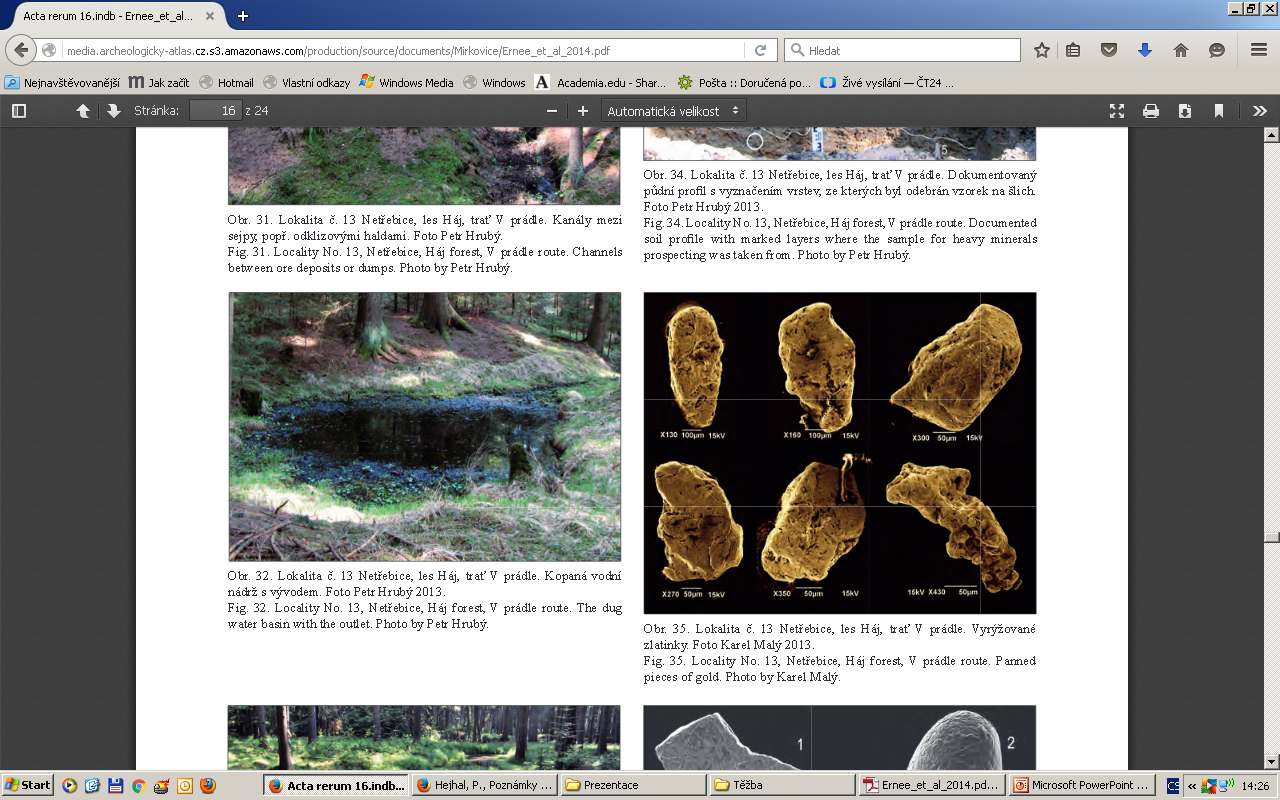 Acta rerum 16.indb - Ernee_et_al...
media.archeologicky-atlas.cz.s3.amazonaws.com/production/source/documents/Mirkovice/Ernee_et_al_2014.pdf
Hledat
Nejnavštěvovanější
Jak začít
Hotmail
Vlastní odkazy
Windows Media
Windows
Academia.edu - Shar...
Pošta :: Doručená po...
Živé vysílání — ČT24 ...
Stránka: 16 z 24
Automatická velikost
Obr. 31. Lokalita č. 13 Netřebice, les Háj, trať V prádle. Kanály mezi
sejpy, popř. odklizovými haldami. Foto Petr Hrubý.
Fig. 31. Locality No. 13, Netřebice, Háj forest, V prádle route. Channels
between ore deposits or dumps. Photo by Petr Hrubý.
5
Obr. 34. Lokalita č. 13 Netřebice, les Háj, trať V prádle. Dokumentovaný
půdní profil s vyznačením vrstev, ze kterých byl odebrán vzorek na šlich.
Foto Petr Hrubý 2013.
Fig. 34. Locality No. 13, Netřebice, Háj forest, V prádle route. Documented
soil profile with marked layers where the sample for heavy minerals
prospecting was taken from. Photo by Petr Hrubý.
Obr. 32. Lokalita č. 13 Netřebice, les Háj, trať V prádle. Kopaná vodní
nádrž s vývodem. Foto Petr Hrubý 2013.
Fig. 32. Locality No. 13, Netřebice, Háj forest, V prádle route. The dug
water basin with the outlet. Photo by Petr Hrubý.
X130 100µm 15kV
X160 100µm 15kV
X300 50µm 15kV
X270 50µm 15kV
X350 50µm 15kV
15kV X430 50µm
Obr. 35. Lokalita č. 13 Netřebice, les Háj, trať V prádle. Vyrýžované
zlatinky. Foto Karel Malý 2013.
Fig. 35. Locality No. 13, Netřebice, Háj forest, V prádle route. Panned
pieces of gold. Photo by Karel Malý.
1
2
Start
Acta rerum 16.indb...
Hejhal, P., Poznámky ...
Prezentace
Těžba
Ernee_et_al_2014.pd...
Microsoft PowerPoint ...
CS
14:26